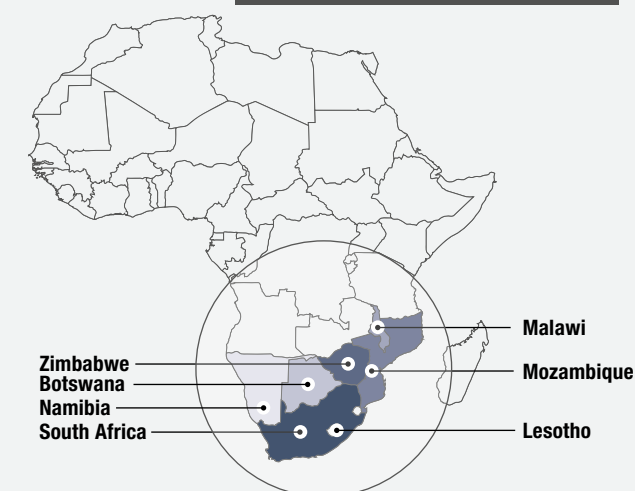 Malawi
Zimbabwe
Mozambique
Botswana
Namibia
South Africa
Lesotho